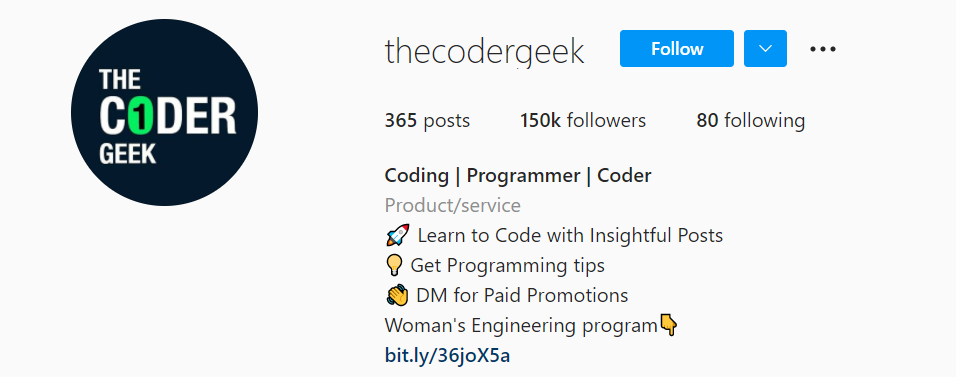 THE
C1DER
GEEK
thecodergeek Follow
365 posts 150k followers 80 following
Coding | Programmer | Coder
Product/service
🚀 Learn to Code with Insightful Posts
💡 Get Programming tips
👏 DM for Paid Promotions
Woman's Engineering program👇
bit.ly/36joX5a